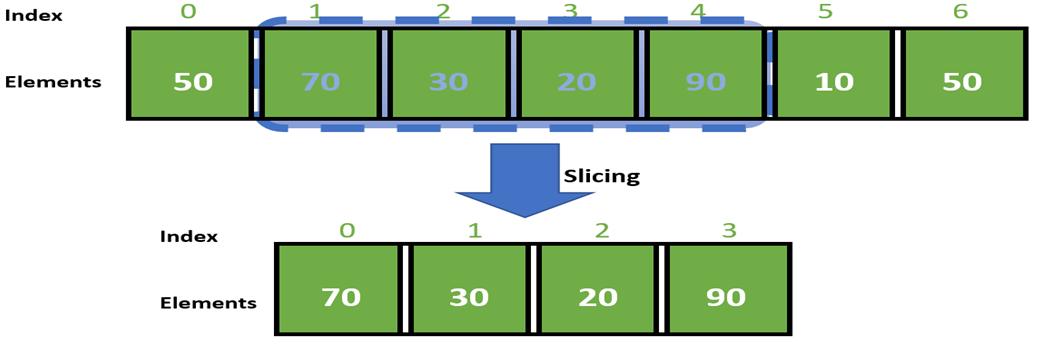 Index 0 1 2 3 4 5 6
Elements 50 70 30 20 90 10 50
Slicing
Index 0 1 2 3
Elements 70 30 20 90